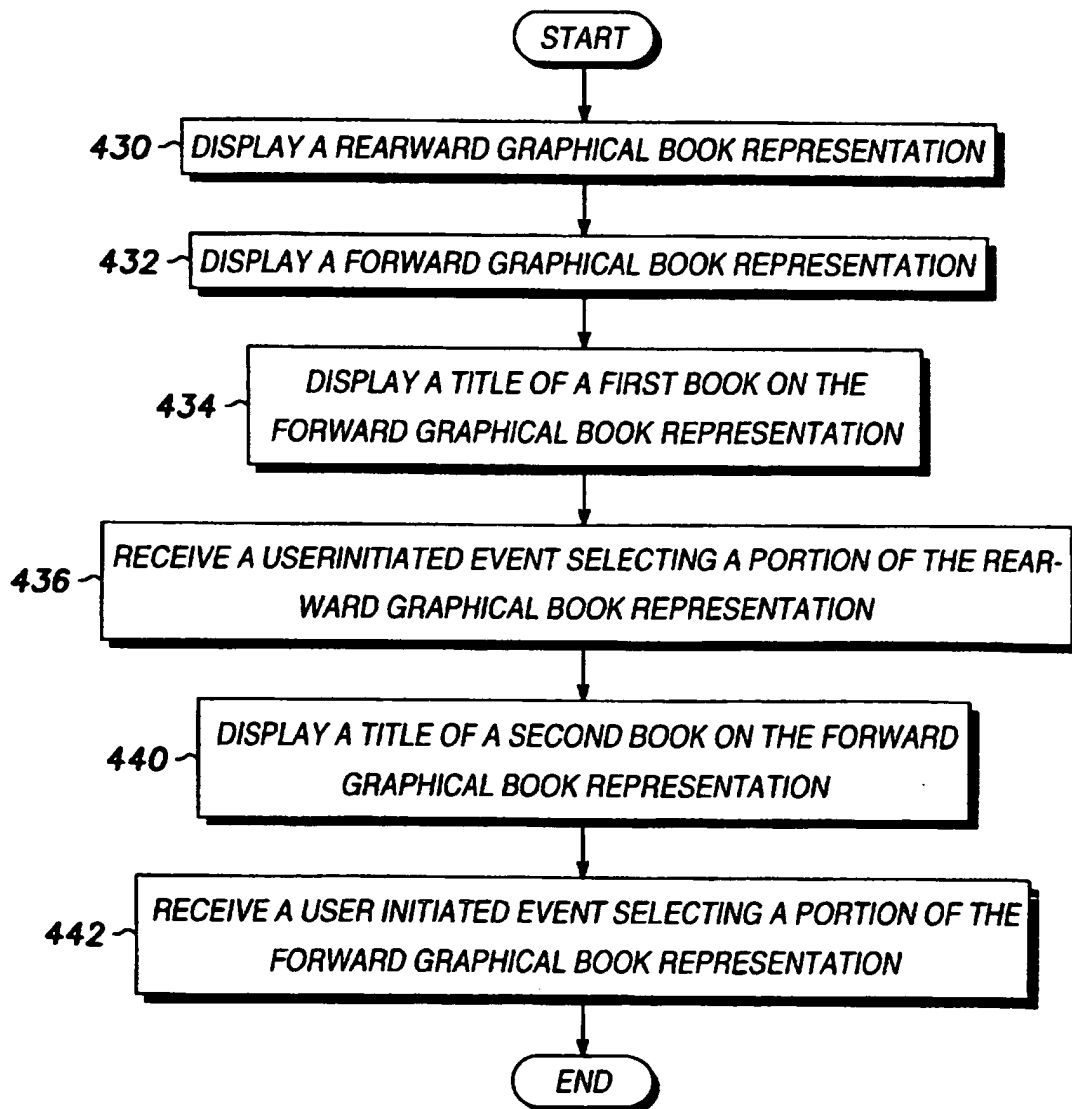 START
430 DISPLAY A REARWARD GRAPHICAL BOOK REPRESENTATION
432 DISPLAY A FORWARD GRAPHICAL BOOK REPRESENTATION
434 DISPLAY A TITLE OF A FIRST BOOK ON THE
FORWARD GRAPHICAL BOOK REPRESENTATION
436 RECEIVE A USERINITIATED EVENT SELECTING A PORTION OF THE REAR-
WARD GRAPHICAL BOOK REPRESENTATION
440 DISPLAY A TITLE OF A SECOND BOOK ON THE FORWARD
GRAPHICAL BOOK REPRESENTATION
442 RECEIVE A USER INITIATED EVENT SELECTING A PORTION OF THE
FORWARD GRAPHICAL BOOK REPRESENTATION
END